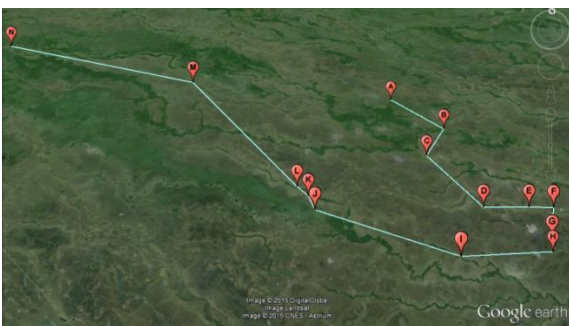 N
M
A
B
C
L
K
J
D
E
F
G
H
I
Image © 2015 DigitalGlobe
Image Landsat
Image © 2015 CNES / Astrium
Google earth